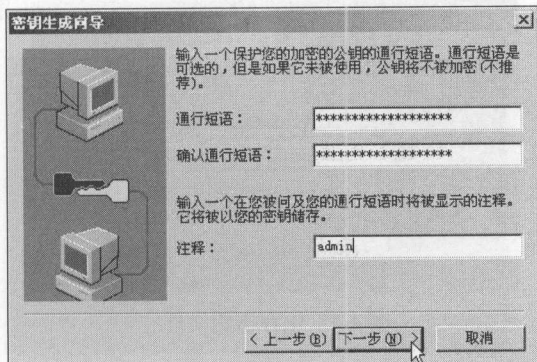 密钥生成向导
输入一个保护您的加密的公钥的通行短语。通行短语是
可选的，但是如果它未被使用，公钥将不被加密(不推
荐)。
通行短语：
*******************
确认通行短语：
*******************
输入一个在您被问及您的通行短语时将被显示的注释。
它将被以您的密钥储存。
注释：
admin
< 上一步(B)
下一步(N) >
取消